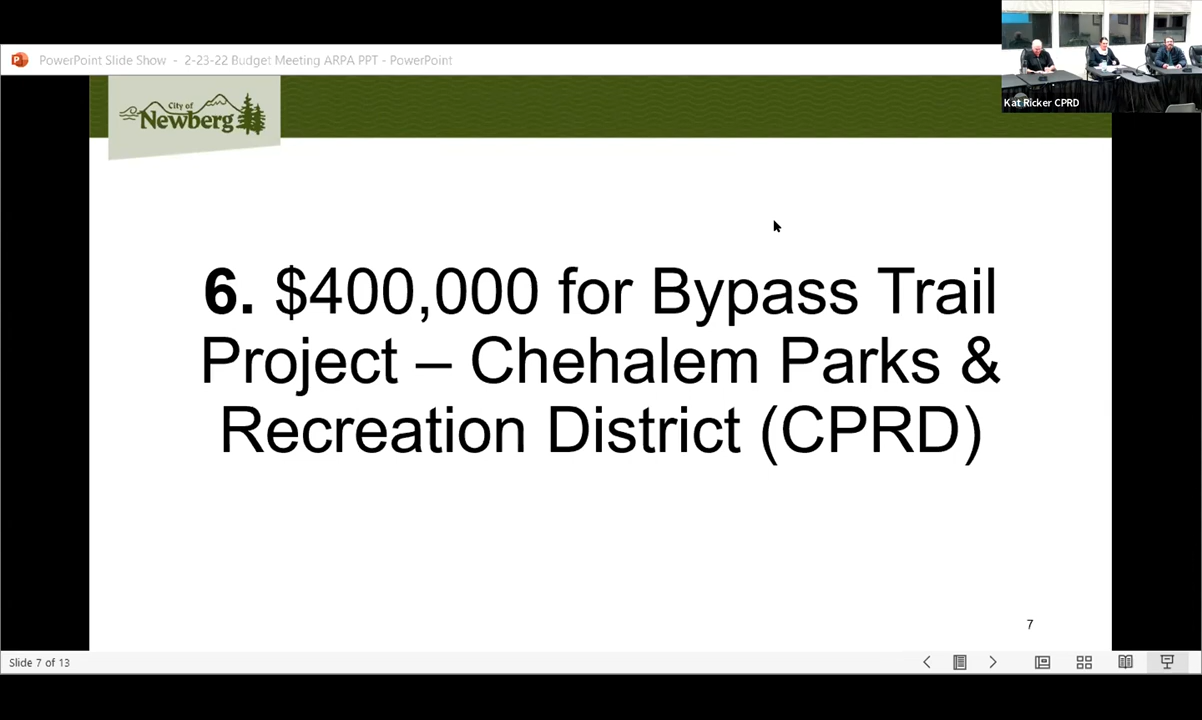 PowerPoint Slide Show - 2-23-22 Budget Meeting ARPA PPT - PowerPoint
Kat Ricker CPRD
City of
Newberg
6. $400,000 for Bypass Trail
Project – Chehalem Parks &
Recreation District (CPRD)
7
Slide 7 of 13